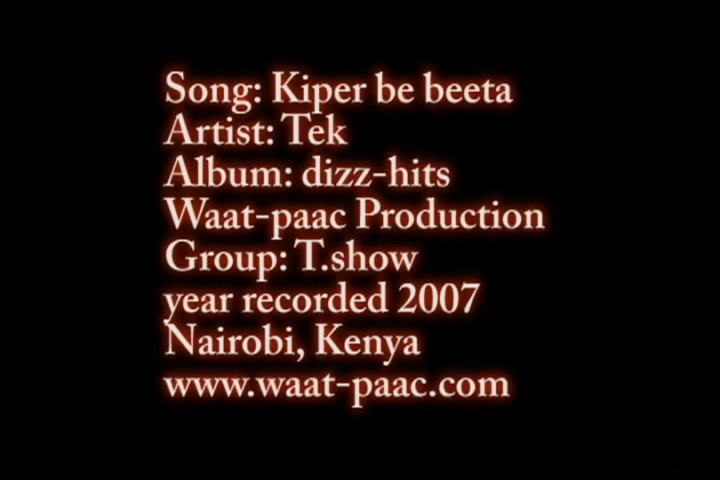 Song: Kiper be beeta
Artist: Tek
Album: dizz-hits
Waat-paac Production
Group: T.show
year recorded 2007
Nairobi, Kenya
www.waat-paac.com